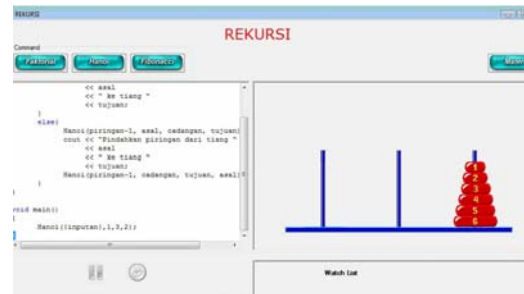 REKURSI
REKURSI
Command
Faktorial Hanoi Fibonacci
Materi
<< asal
<< " ke tiang "
<< tujuan;
}
else{
Hanoi(piringan-1, asal, cadangan, tujuan)
cout << "Pindahkan piringan dari tiang "
<< asal
<< " ke tiang "
<< tujuan;
Hanoi(piringan-1, cadangan, tujuan, asal)
}
}
void main()
{
Hanoi((inputan),1,3,2);
1
2
3
4
5
6
Watch List